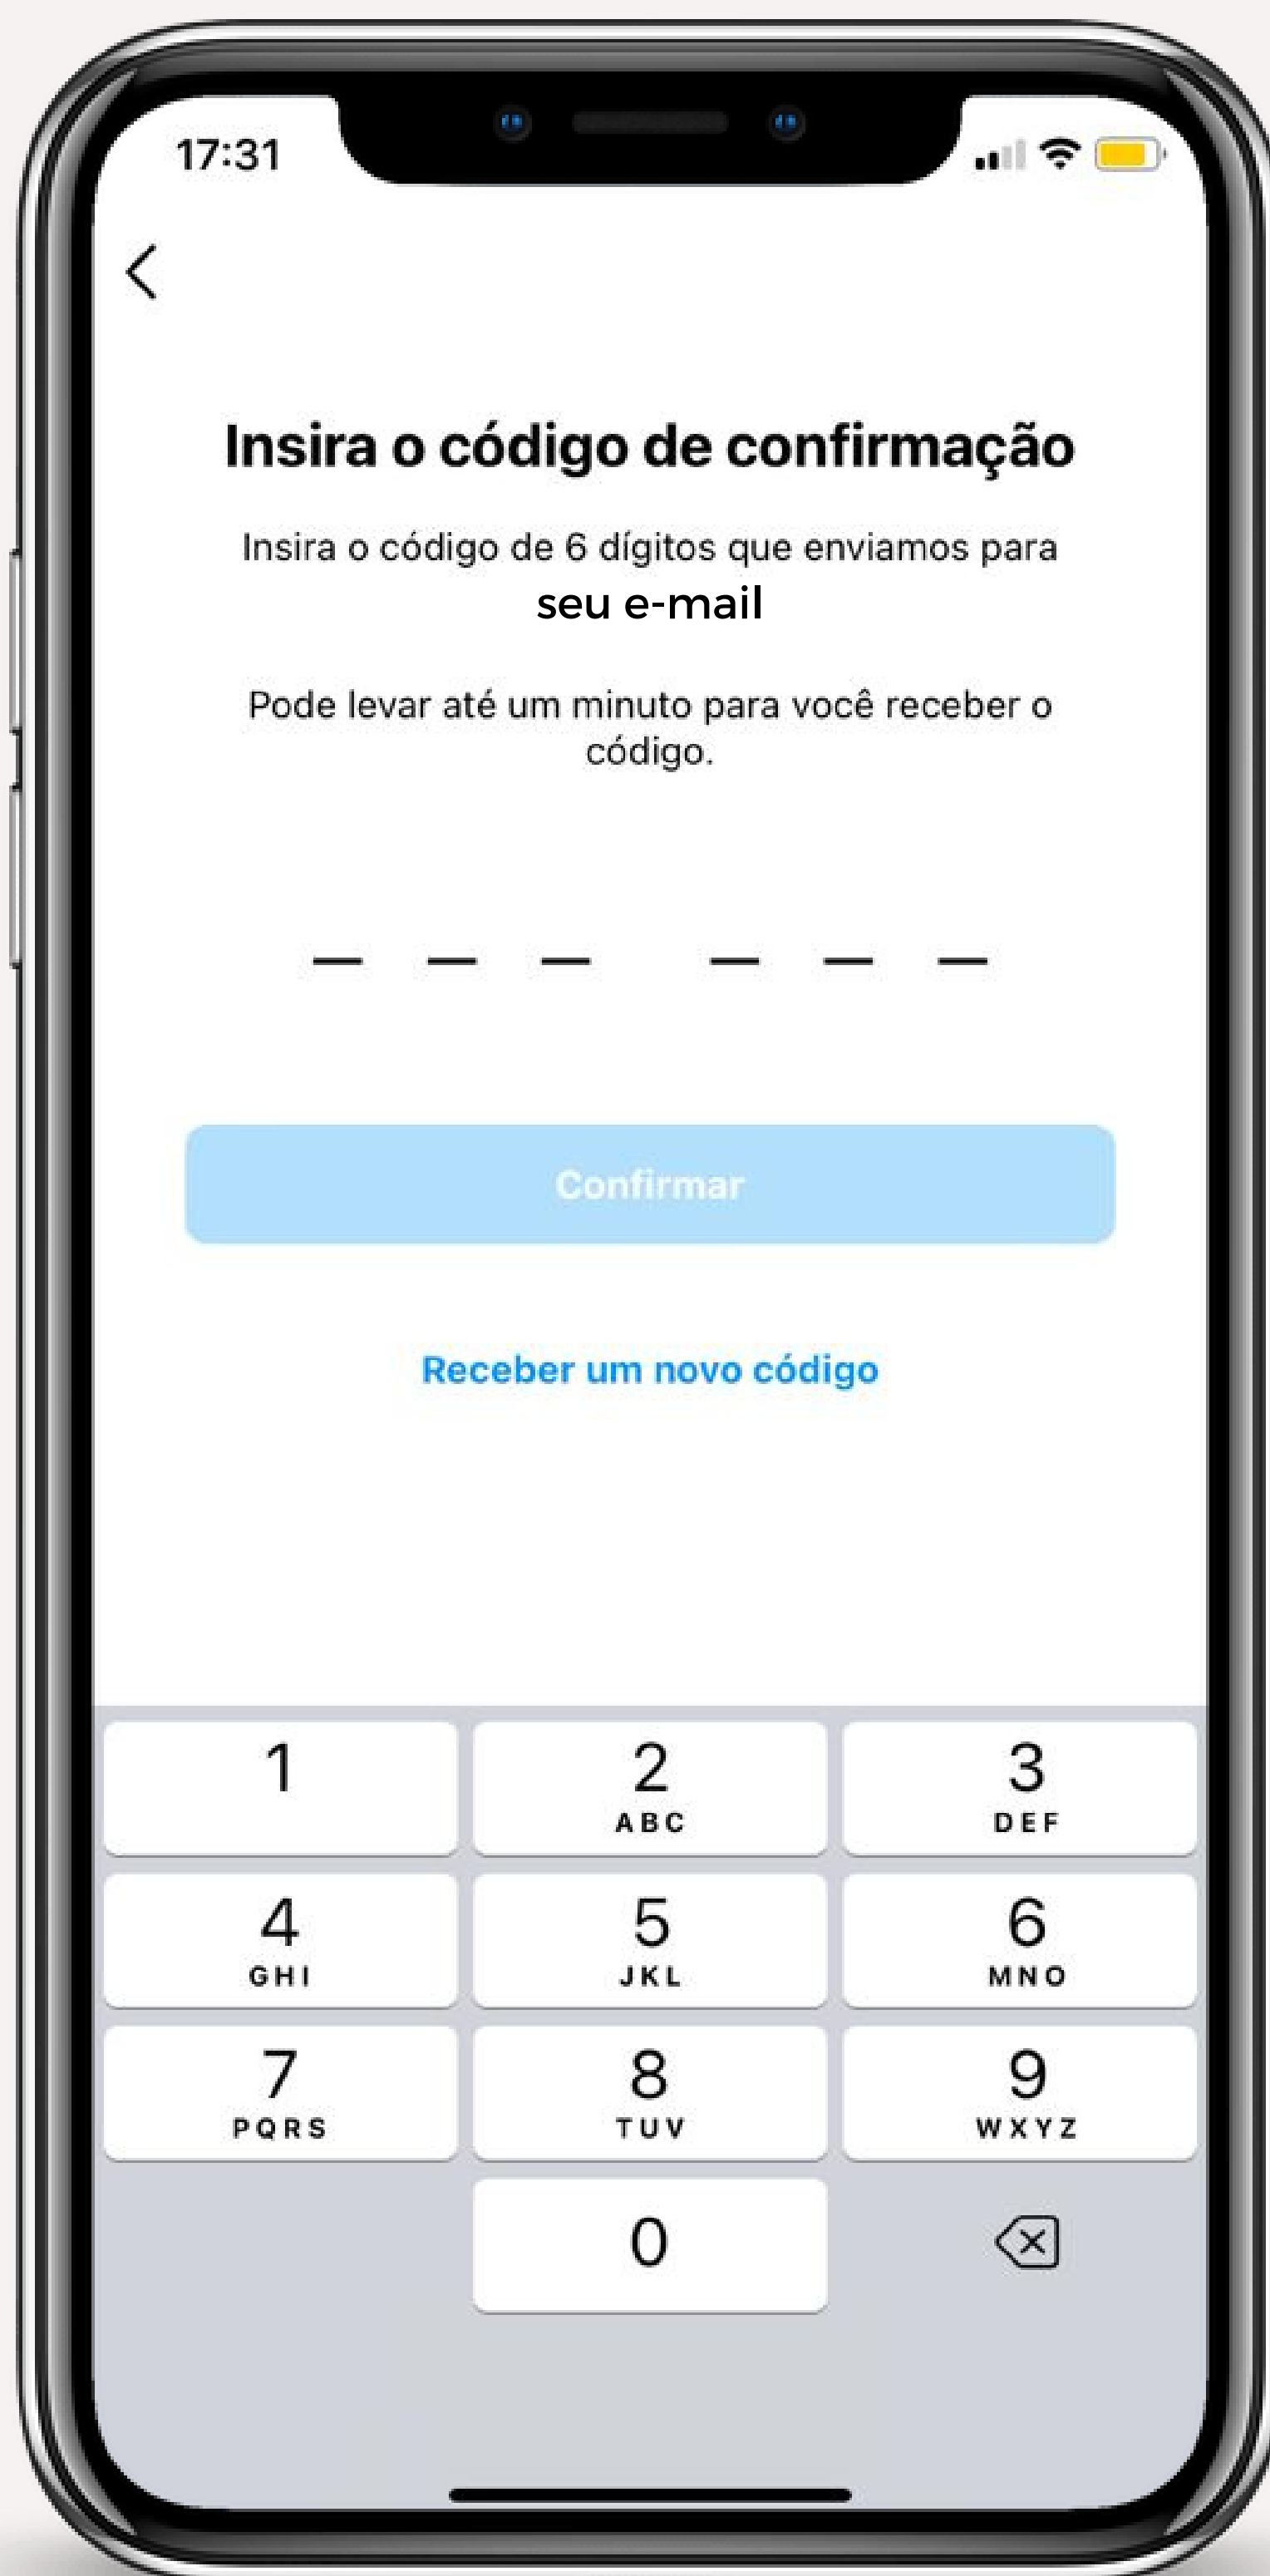 17:31
Insira o código de confirmação
Insira o código de 6 dígitos que enviamos para
seu e-mail
Pode levar até um minuto para você receber o
código.
Confirmar
Receber um novo código
1 2 3
ABC DEF
4 5 6
GHI JKL MNO
7 8 9
PQRS TUV WXYZ
0